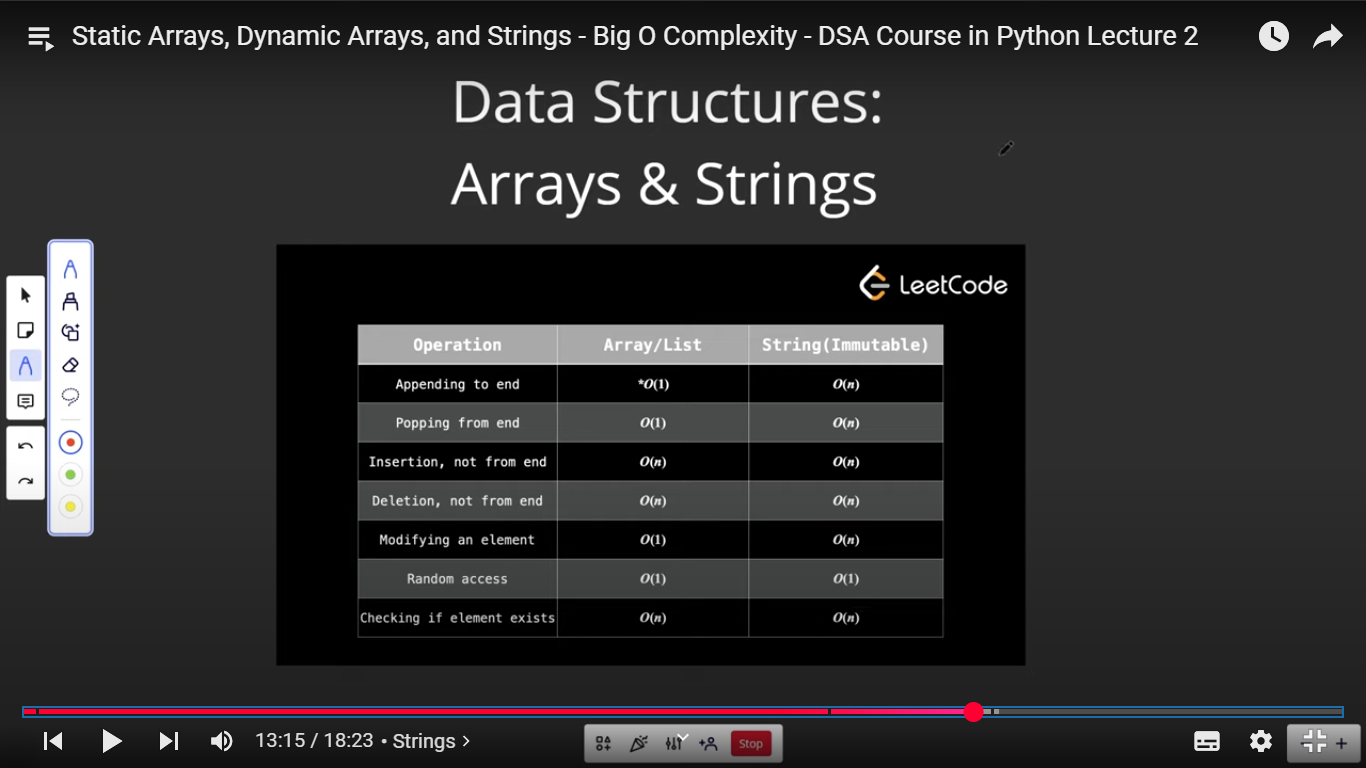 Static Arrays, Dynamic Arrays, and Strings - Big O Complexity - DSA Course in Python Lecture 2
Data Structures:
Arrays & Strings
LeetCode
Operation Array/List String(Immutable)
Appending to end *O(1) O(n)
Popping from end O(1) O(n)
Insertion, not from end O(n) O(n)
Deletion, not from end O(n) O(n)
Modifying an element O(1) O(n)
Random access O(1) O(1)
Checking if element exists O(n) O(n)
13:15 / 18:23 • Strings >
Stop